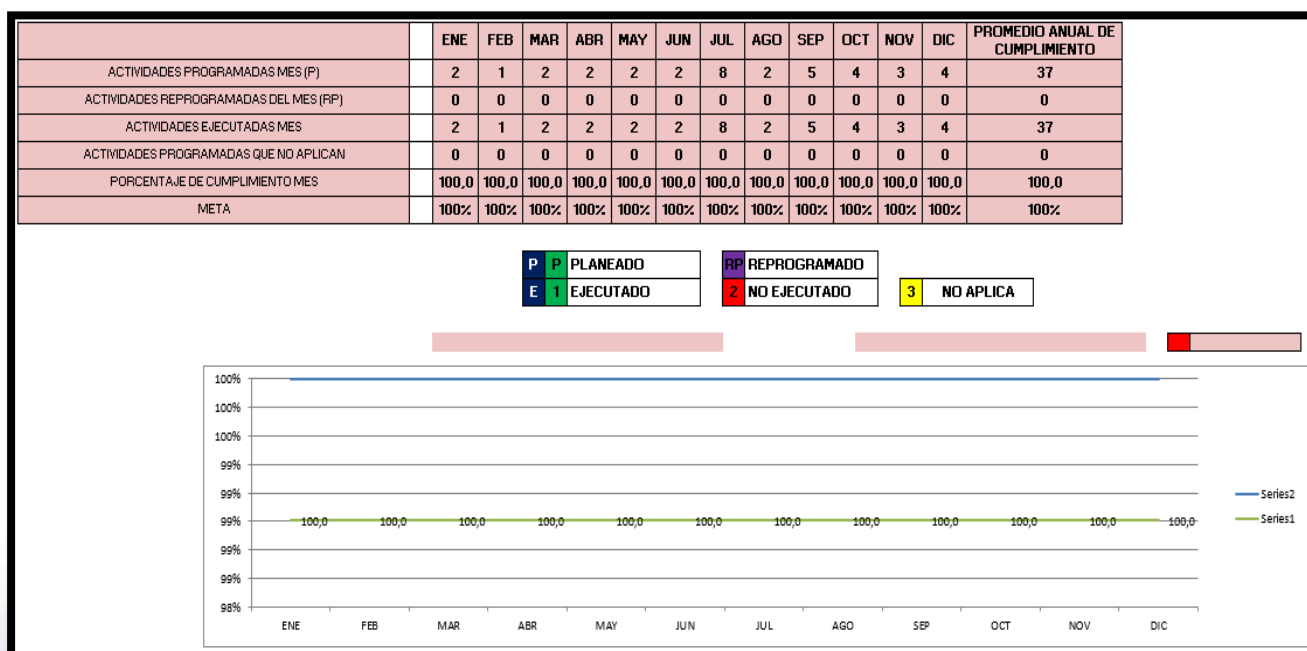 ENE FEB MAR ABR MAY JUN JUL AGO SEP OCT NOV DIC PROMEDIO ANUAL DE
CUMPLIMIENTO
ACTIVIDADES PROGRAMADAS MES (P) 2 1 2 2 2 2 8 2 5 4 3 4 37
ACTIVIDADES REPROGRAMADAS DEL MES (RP) 0 0 0 0 0 0 0 0 0 0 0 0 0
ACTIVIDADES EJECUTADAS MES 2 1 2 2 2 2 8 2 5 4 3 4 37
ACTIVIDADES PROGRAMADAS QUE NO APLICAN 0 0 0 0 0 0 0 0 0 0 0 0 0
PORCENTAJE DE CUMPLIMIENTO MES 100,0 100,0 100,0 100,0 100,0 100,0 100,0 100,0 100,0 100,0 100,0 100,0 100,0
META 100% 100% 100% 100% 100% 100% 100% 100% 100% 100% 100% 100% 100%
P P PLANEADO RP REPROGRAMADO
E 1 EJECUTADO 2 NO EJECUTADO 3 NO APLICA
100%
100%
100%
99%
99%
Series2
99% 100,0 100,0 100,0 100,0 100,0 100,0 100,0 100,0 100,0 100,0 100,0 100,0 Series1
99%
99%
98%
ENE FEB MAR ABR MAY JUN JUL AGO SEP OCT NOV DIC